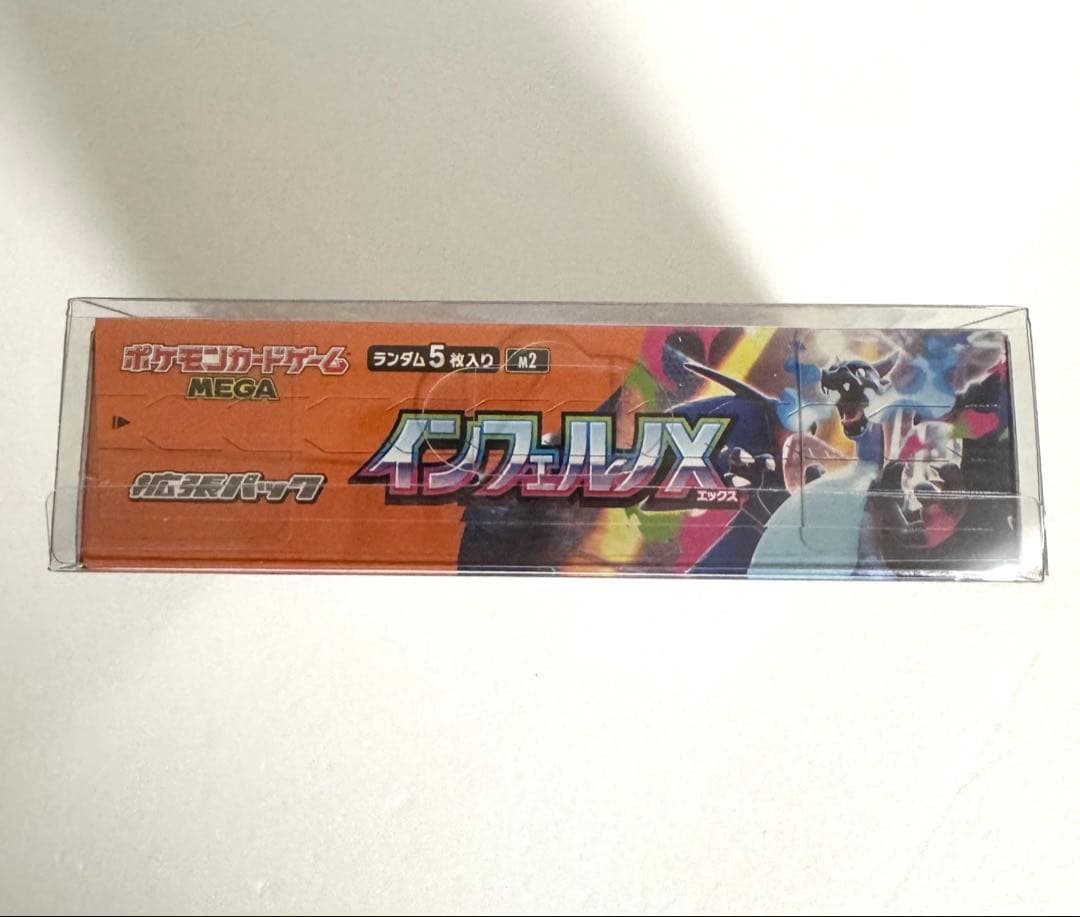 ポケモンカードゲーム
MEGA
ランダム5枚入り M2
インフェルノX
エックス
拡張パック